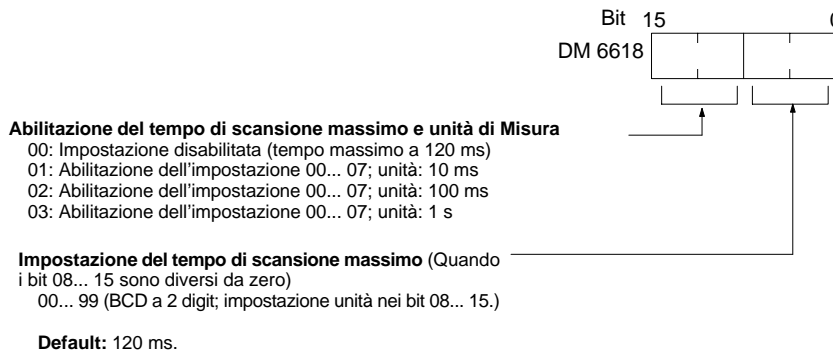 Bit 15 0
DM 6618
Abilitazione del tempo di scansione massimo e unità di Misura
00: Impostazione disabilitata (tempo massimo a 120 ms)
01: Abilitazione dell'impostazione 00... 07; unità: 10 ms
02: Abilitazione dell'impostazione 00... 07; unità: 100 ms
03: Abilitazione dell'impostazione 00... 07; unità: 1 s
Impostazione del tempo di scansione massimo (Quando
i bit 08... 15 sono diversi da zero)
00... 99 (BCD a 2 digit; impostazione unità nei bit 08... 15.)
Default: 120 ms.